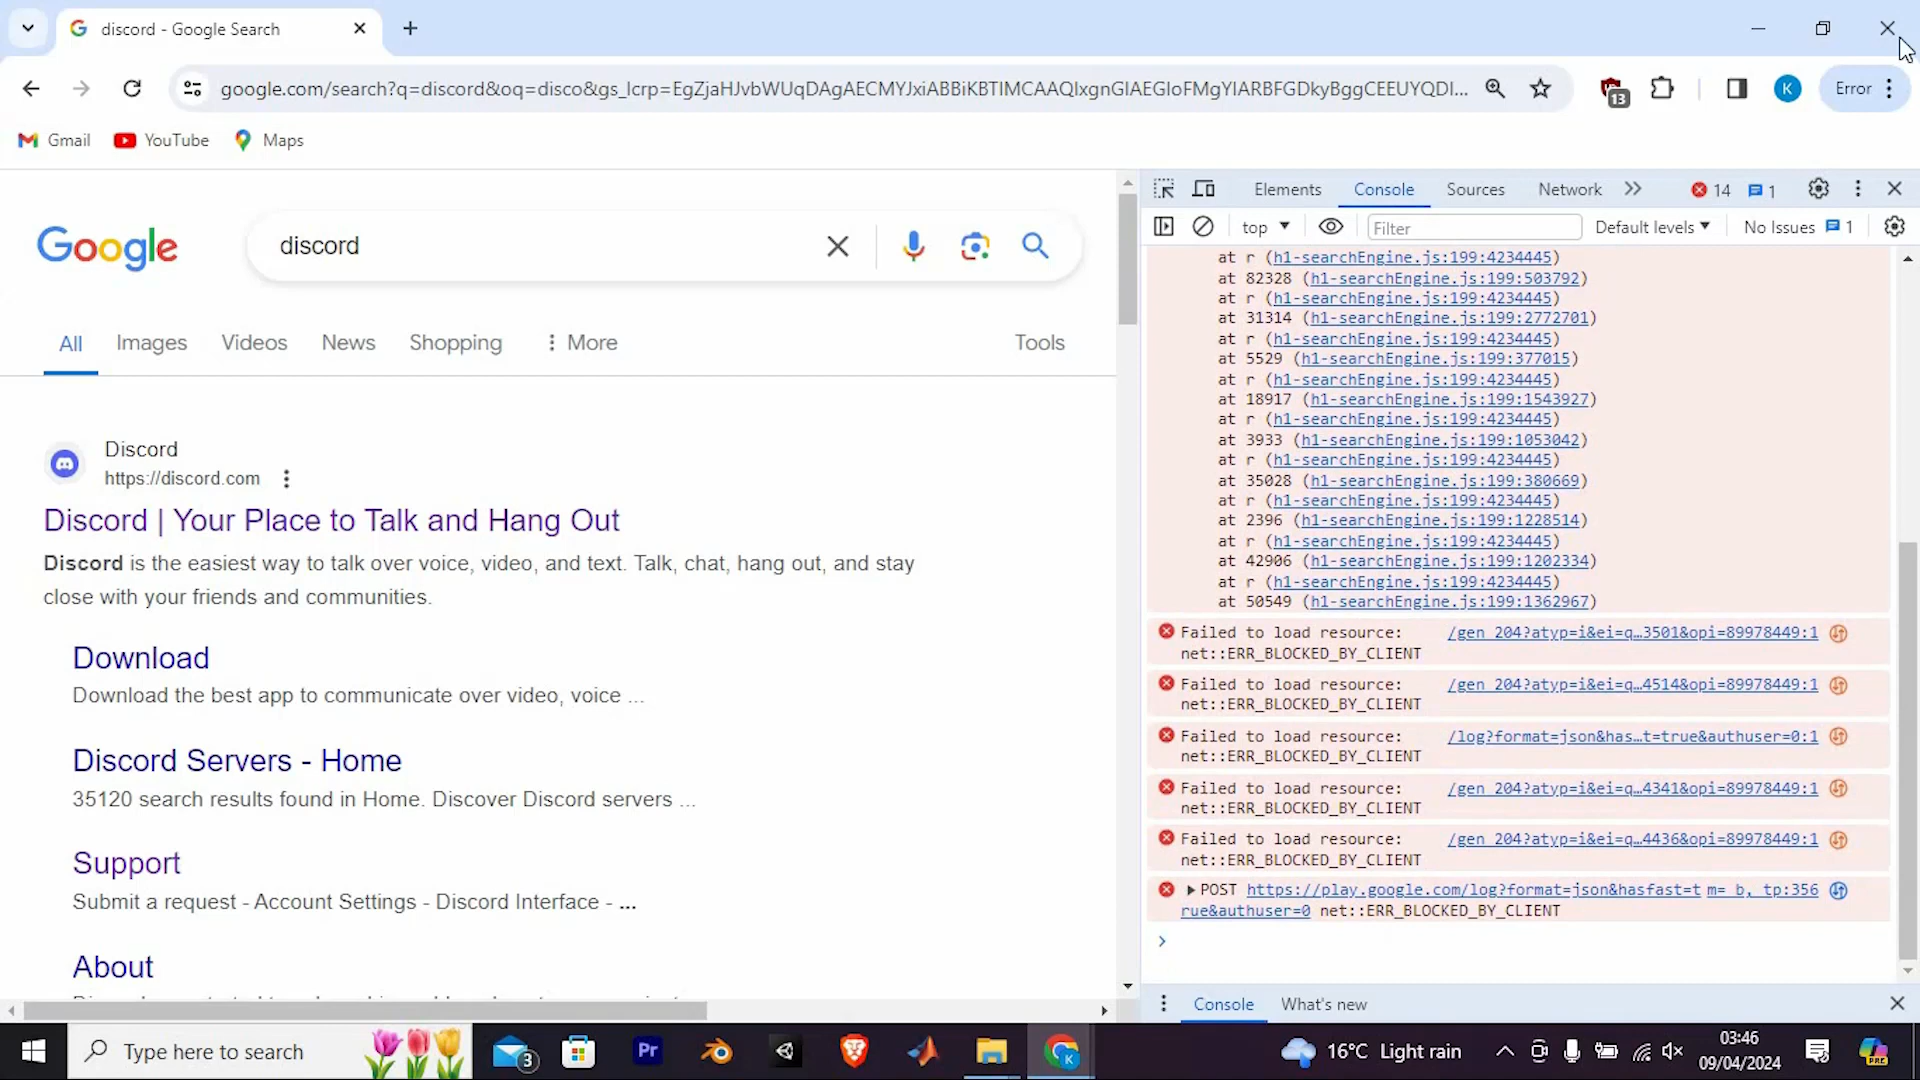 discord - Google Search
google.com/search?q=discord&oq=disco&gs_lcrp=EgZjaHJvbWUqDAgAECMYJxiABBiKBTIMCAAQIxgnGIAEGIoFMgYIARBFGDkyBggCEEUYQDI...
13
K
Error
Gmail
YouTube
Maps
Google
discord
All
Images
Videos
News
Shopping
More
Tools
Discord
https://discord.com
Discord | Your Place to Talk and Hang Out
Discord is the easiest way to talk over voice, video, and text. Talk, chat, hang out, and stay
close with your friends and communities.
Download
Download the best app to communicate over video, voice ...
Discord Servers - Home
35120 search results found in Home. Discover Discord servers ...
Support
Submit a request - Account Settings - Discord Interface - ...
About
Elements
Console
Sources
Network
14
1
top
Filter
Default levels
No Issues
1
at r (h1-searchEngine.js:199:4234445)
at 82328 (h1-searchEngine.js:199:503792)
at r (h1-searchEngine.js:199:4234445)
at 31314 (h1-searchEngine.js:199:2772701)
at r (h1-searchEngine.js:199:4234445)
at 5529 (h1-searchEngine.js:199:377015)
at r (h1-searchEngine.js:199:4234445)
at 18917 (h1-searchEngine.js:199:1543927)
at r (h1-searchEngine.js:199:4234445)
at 3933 (h1-searchEngine.js:199:1053042)
at r (h1-searchEngine.js:199:4234445)
at 35028 (h1-searchEngine.js:199:380669)
at r (h1-searchEngine.js:199:4234445)
at 2396 (h1-searchEngine.js:199:1228514)
at r (h1-searchEngine.js:199:4234445)
at 42906 (h1-searchEngine.js:199:1202334)
at r (h1-searchEngine.js:199:4234445)
at 50549 (h1-searchEngine.js:199:1362967)
Failed to load resource: /gen_204?atyp=i&ei=q…3501&opi=89978449:1
net::ERR_BLOCKED_BY_CLIENT
Failed to load resource: /gen_204?atyp=i&ei=q…4514&opi=89978449:1
net::ERR_BLOCKED_BY_CLIENT
Failed to load resource: /log?format=json&has…t=true&authuser=0:1
net::ERR_BLOCKED_BY_CLIENT
Failed to load resource: /gen_204?atyp=i&ei=q…4341&opi=89978449:1
net::ERR_BLOCKED_BY_CLIENT
Failed to load resource: /gen_204?atyp=i&ei=q…4436&opi=89978449:1
net::ERR_BLOCKED_BY_CLIENT
POST https://play.google.com/log?format=json&hasfast=t m=_b,_tp:356
rue&authuser=0 net::ERR_BLOCKED_BY_CLIENT
Console
What's new
Type here to search
3
Pr
K
16°C Light rain
03:46
09/04/2024
PRE